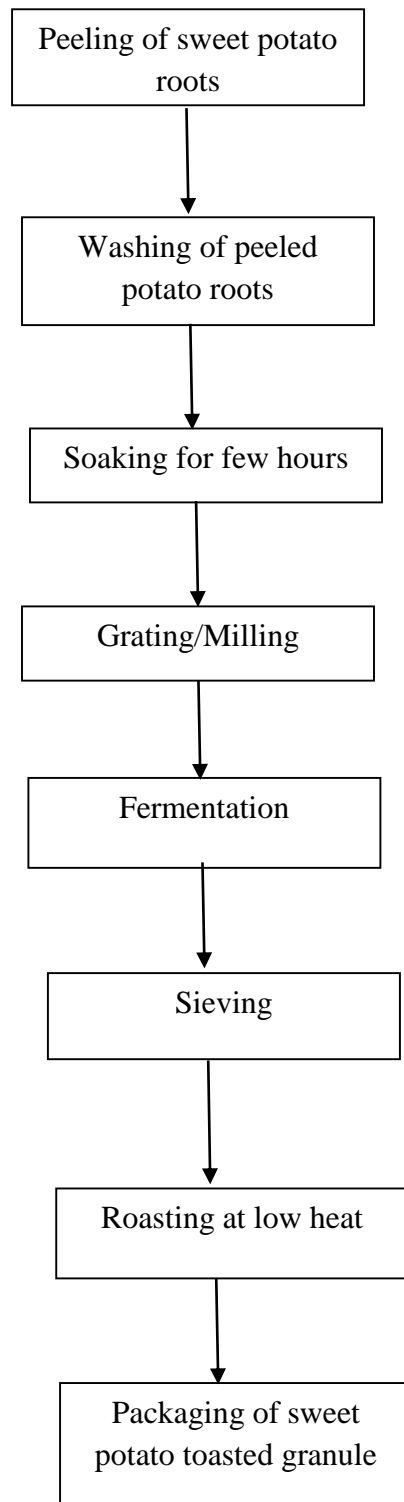 Peeling of sweet potato
roots
Washing of peeled
potato roots
Soaking for few hours
Grating/Milling
Fermentation
Sieving
Roasting at low heat
Packaging of sweet
potato toasted granule